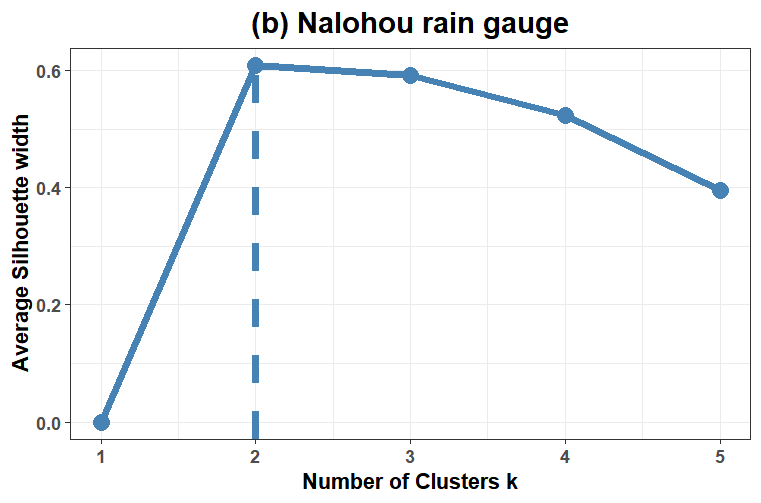 (b) Nalohou rain gauge
Average Silhouette width
0.6
0.4
0.2
0.0
1 2 3 4 5
Number of Clusters k